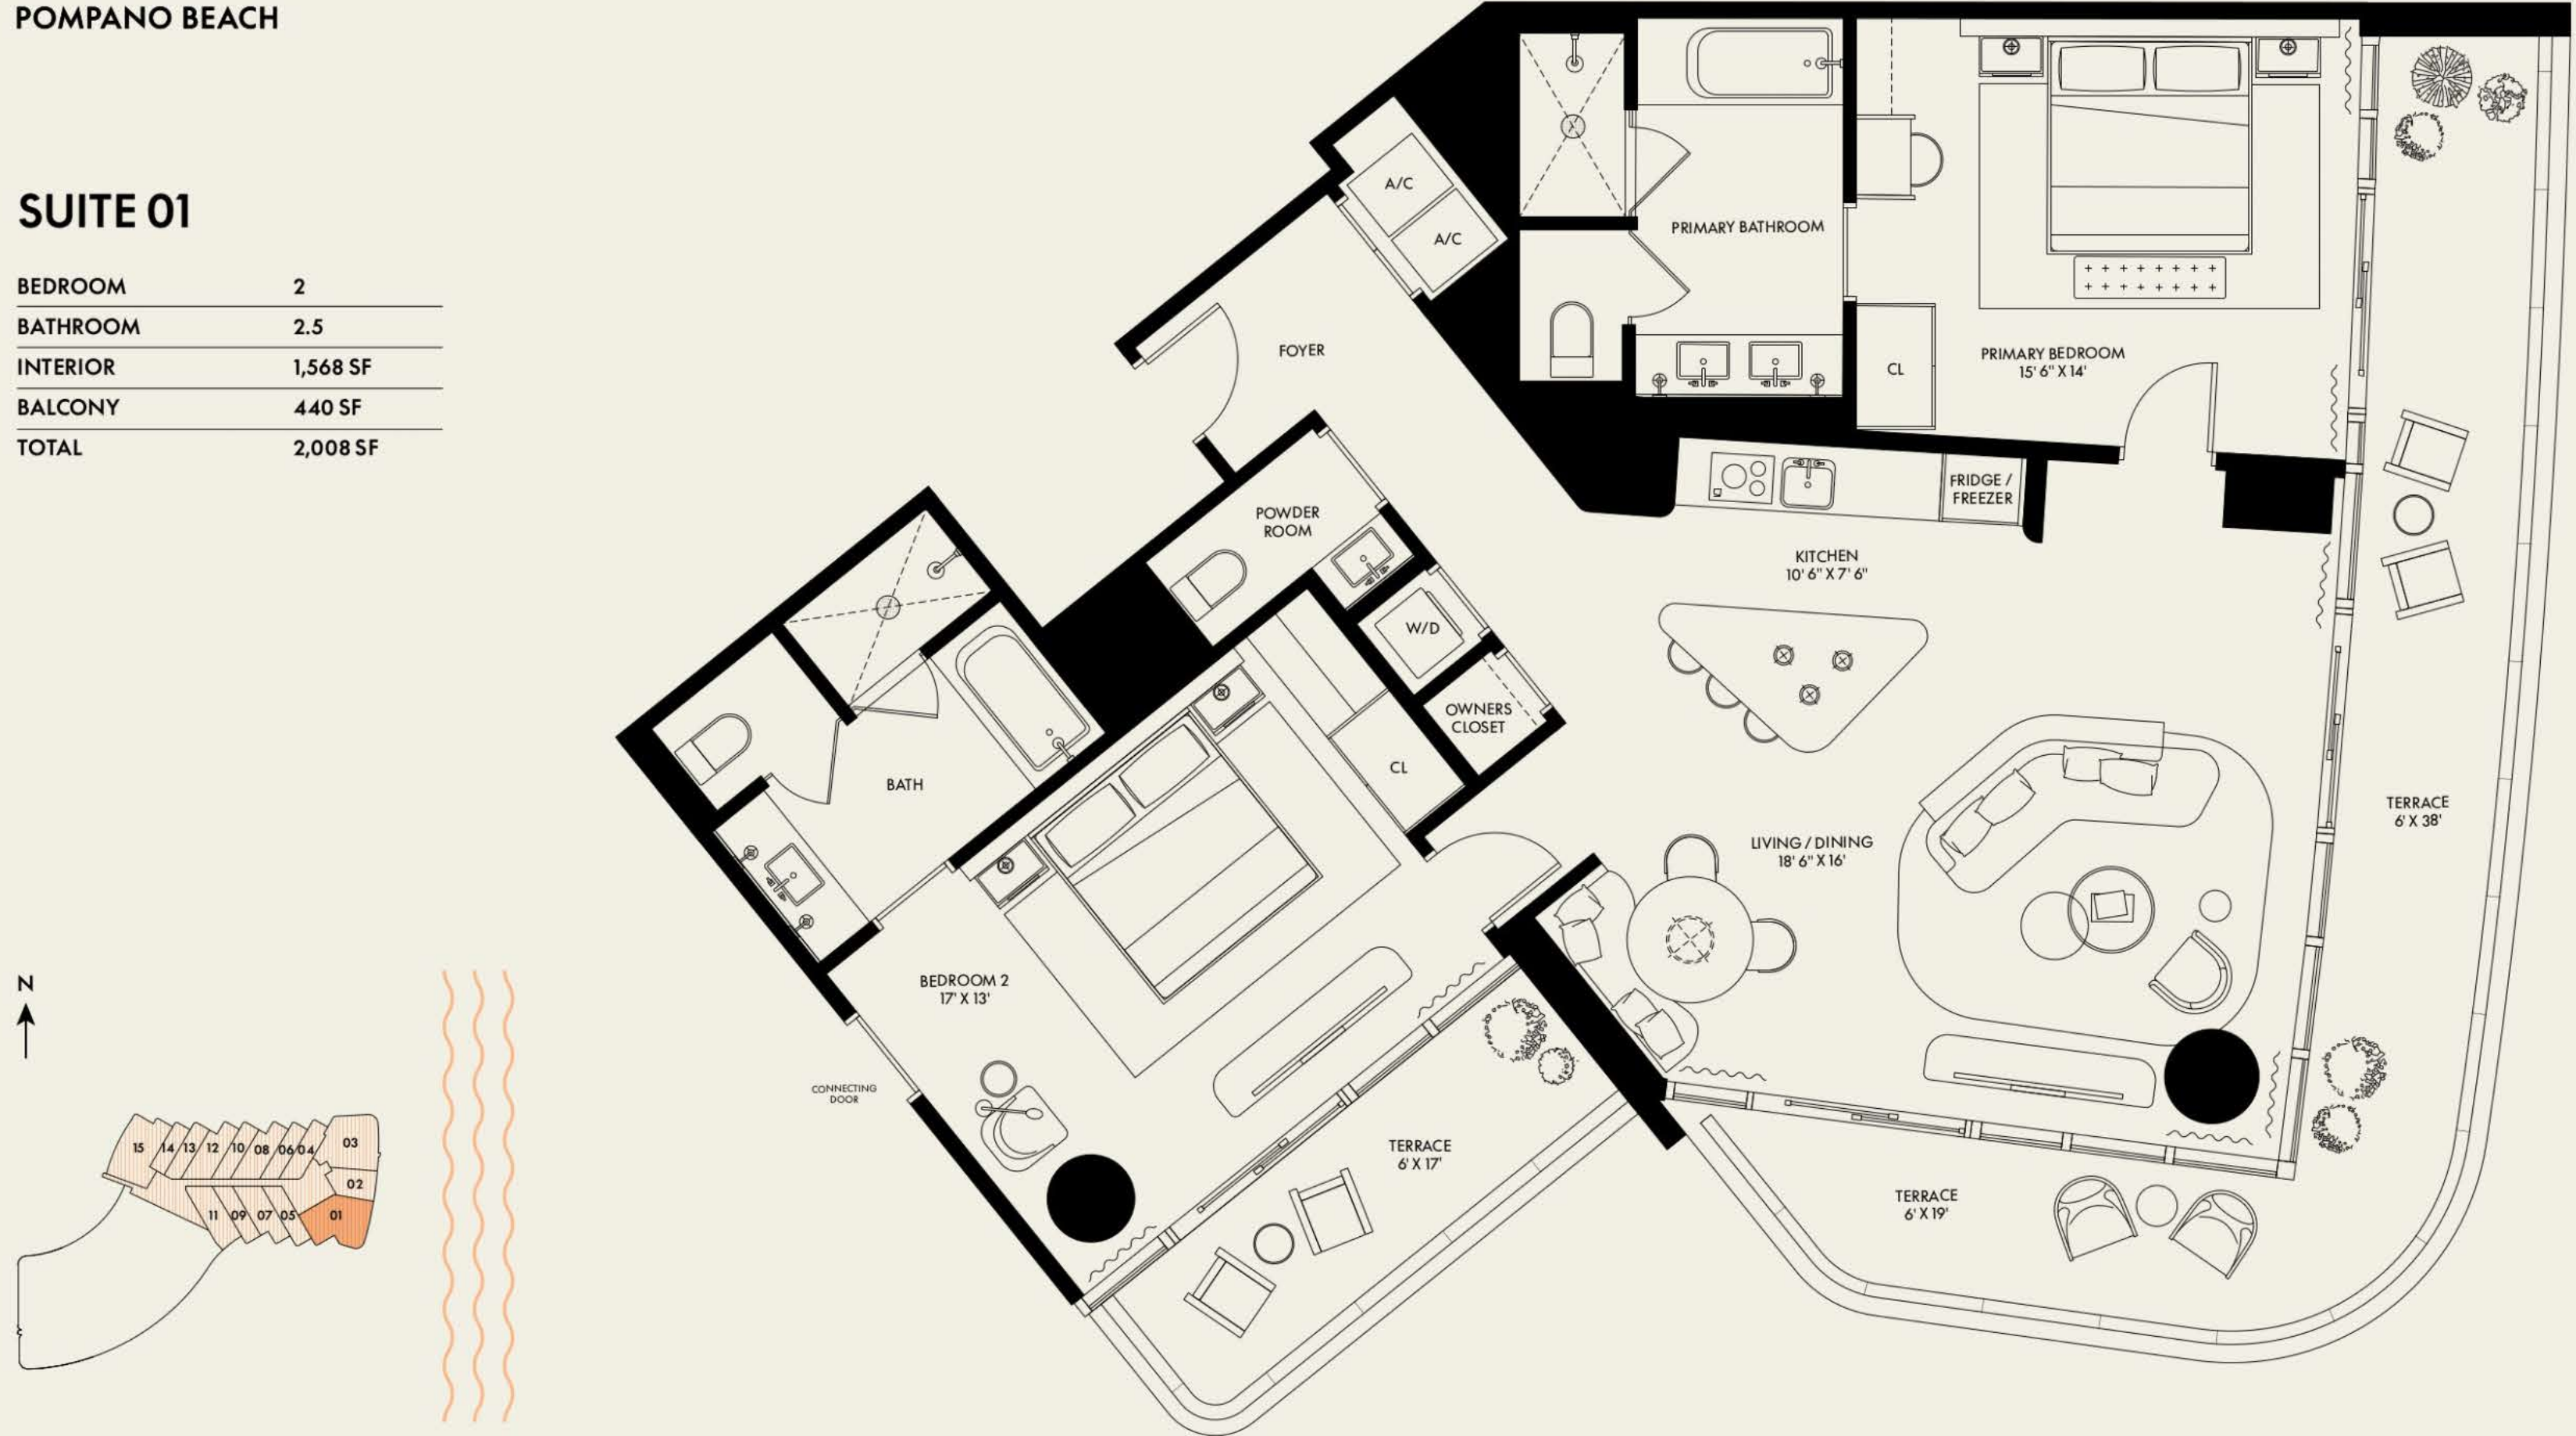 POMPANO BEACH
SUITE 01
BEDROOM 2
BATHROOM 2.5
INTERIOR 1,568 SF
BALCONY 440 SF
TOTAL 2,008 SF
A/C
A/C
FOYER
PRIMARY BATHROOM
CL
PRIMARY BEDROOM
15' 6" X 14'
FRIDGE /
FREEZER
POWDER
ROOM
KITCHEN
10' 6" X 7' 6"
W/D
OWNERS
CLOSET
CL
BATH
LIVING / DINING
18' 6" X 16'
TERRACE
6' X 38'
BEDROOM 2
17' X 13'
CONNECTING
DOOR
TERRACE
6' X 17'
TERRACE
6' X 19'
N
15 14 13 12 10 08 06 04 03
02
11 09 07 05 01